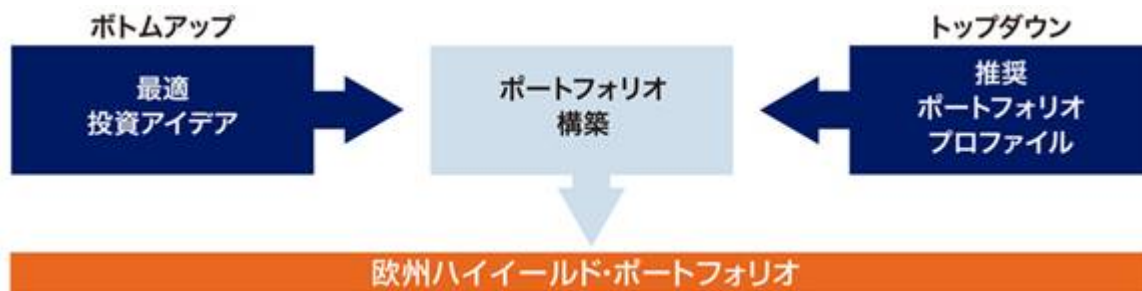 ボトムアップ
最適
投資アイデア
ポートフォリオ
構築
トップダウン
推奨
ポートフォリオ
プロファイル
欧州ハイイールド・ポートフォリオ